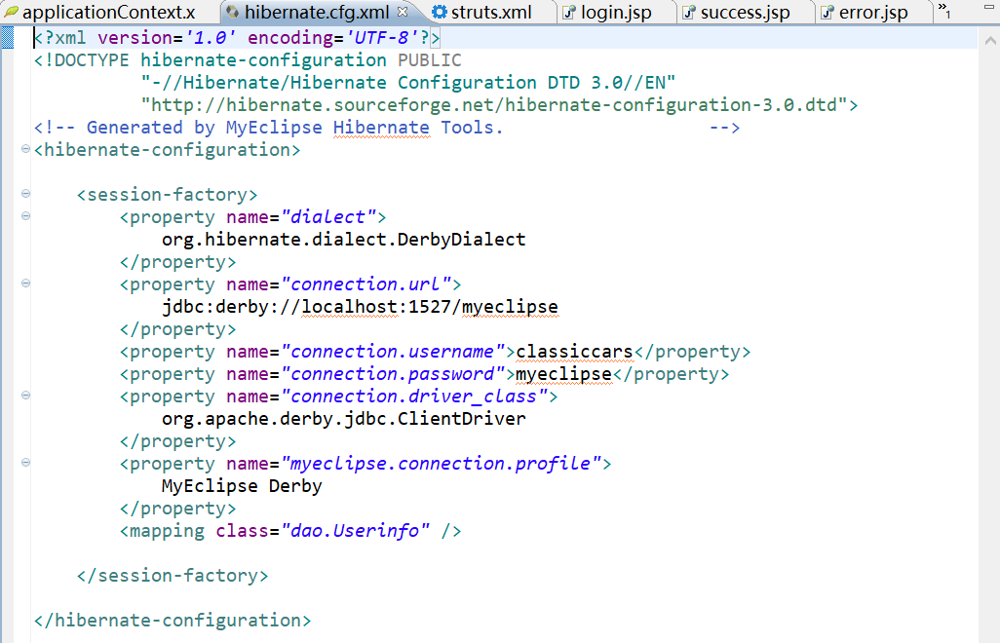 applicationContext.x hibernate.cfg.xml struts.xml login.jsp success.jsp error.jsp »1
<?xml version='1.0' encoding='UTF-8'?>
<!DOCTYPE hibernate-configuration PUBLIC
          "-//Hibernate/Hibernate Configuration DTD 3.0//EN"
          "http://hibernate.sourceforge.net/hibernate-configuration-3.0.dtd">
<!-- Generated by MyEclipse Hibernate Tools.                   -->
<hibernate-configuration>
    <session-factory>
        <property name="dialect">
            org.hibernate.dialect.DerbyDialect
        </property>
        <property name="connection.url">
            jdbc:derby://localhost:1527/myeclipse
        </property>
        <property name="connection.username">classiccars</property>
        <property name="connection.password">myeclipse</property>
        <property name="connection.driver_class">
            org.apache.derby.jdbc.ClientDriver
        </property>
        <property name="myeclipse.connection.profile">
            MyEclipse Derby
        </property>
        <mapping class="dao.Userinfo" />
    </session-factory>
</hibernate-configuration>